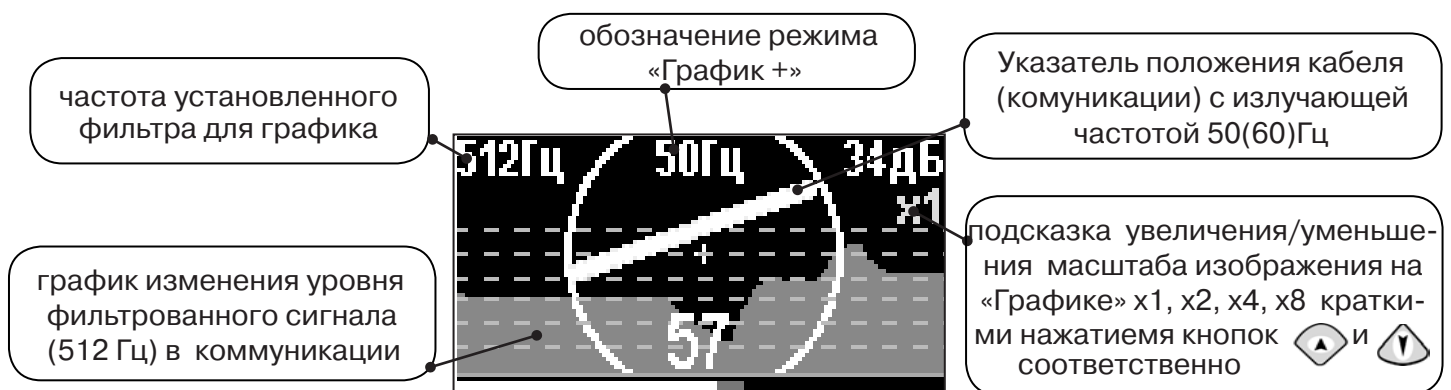 обозначение режима
«График +»
частота установленного
фильтра для графика
Указатель положения кабеля
(комуникации) с излучающей
частотой 50(60)Гц
512Гц 50Гц 34дБ
x1
график изменения уровня
фильтрованного сигнала
(512 Гц) в коммуникации
57
подсказка увеличения/уменьше-
ния масштаба изображения на
«Графике» x1, x2, x4, x8 кратки-
ми нажатиемя кнопок и
соответственно